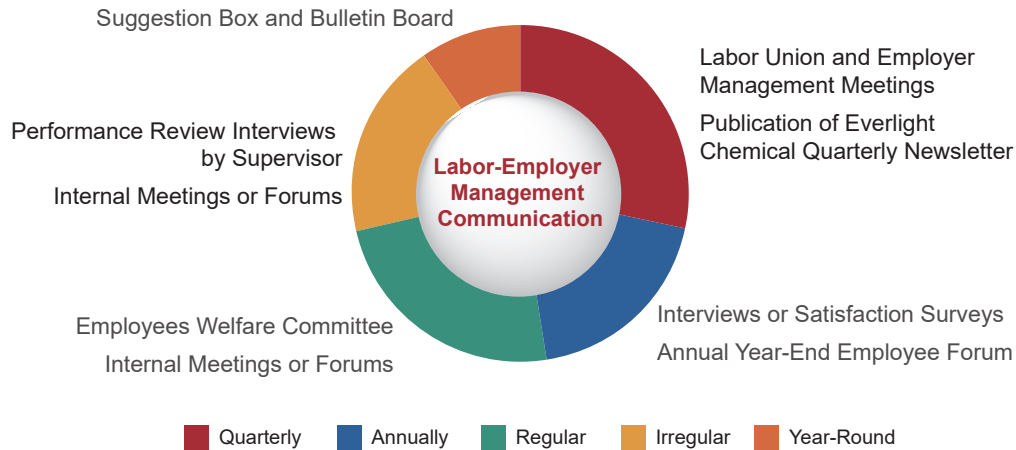 Suggestion Box and Bulletin Board
Labor Union and Employer
Management Meetings
Publication of Everlight
Chemical Quarterly Newsletter
Performance Review Interviews
by Supervisor
Internal Meetings or Forums
Labor-Employer
Management
Communication
Employees Welfare Committee
Internal Meetings or Forums
Interviews or Satisfaction Surveys
Annual Year-End Employee Forum
Quarterly
Annually
Regular
Irregular
Year-Round